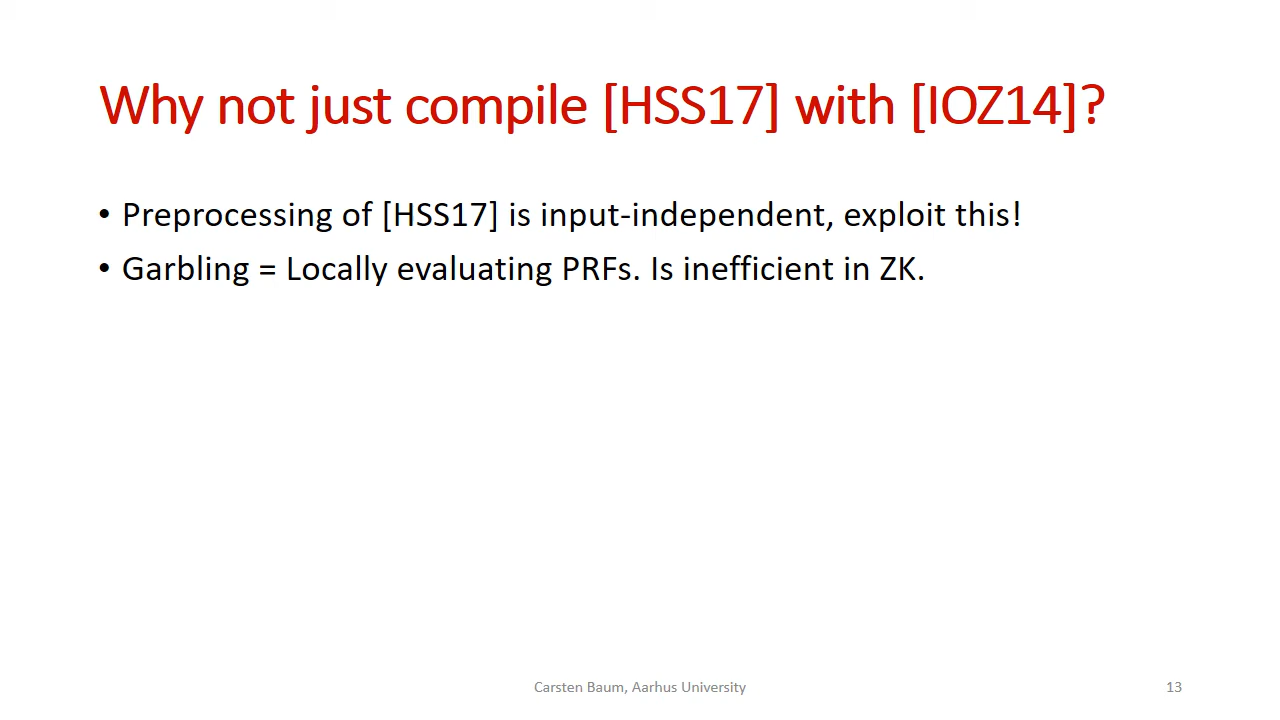 Why not just compile [HSS17] with [IOZ14]?
• Preprocessing of [HSS17] is input-independent, exploit this!
• Garbling = Locally evaluating PRFs. Is inefficient in ZK.
Carsten Baum, Aarhus University
13